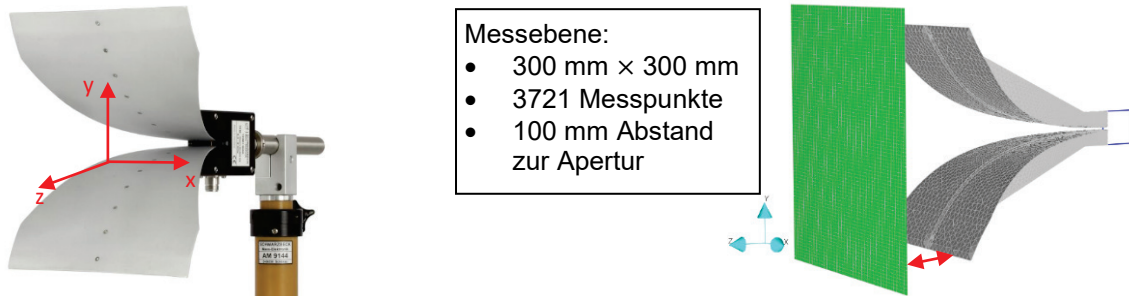 y
x
z
SCHWARZBECK
AM 9144
Messebene:
• 300 mm × 300 mm
• 3721 Messpunkte
• 100 mm Abstand
zur Apertur
Y
Z
X